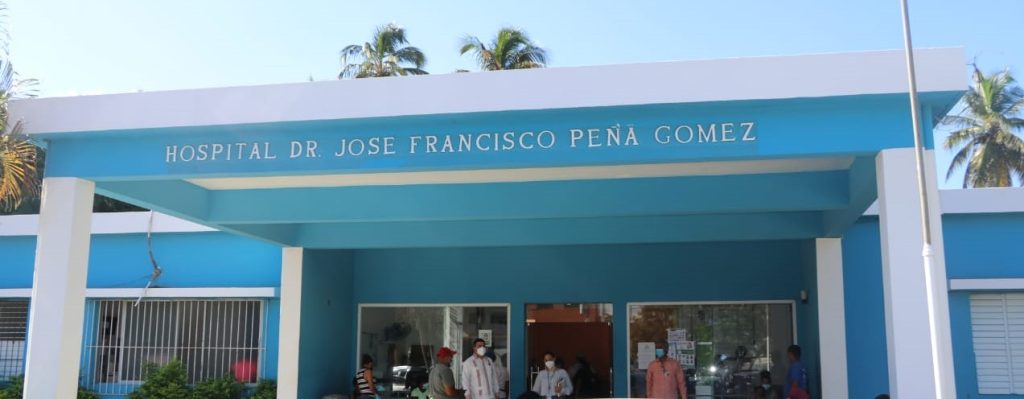 HOSPITAL DR. JOSE FRANCISCO PEÑA GOMEZ